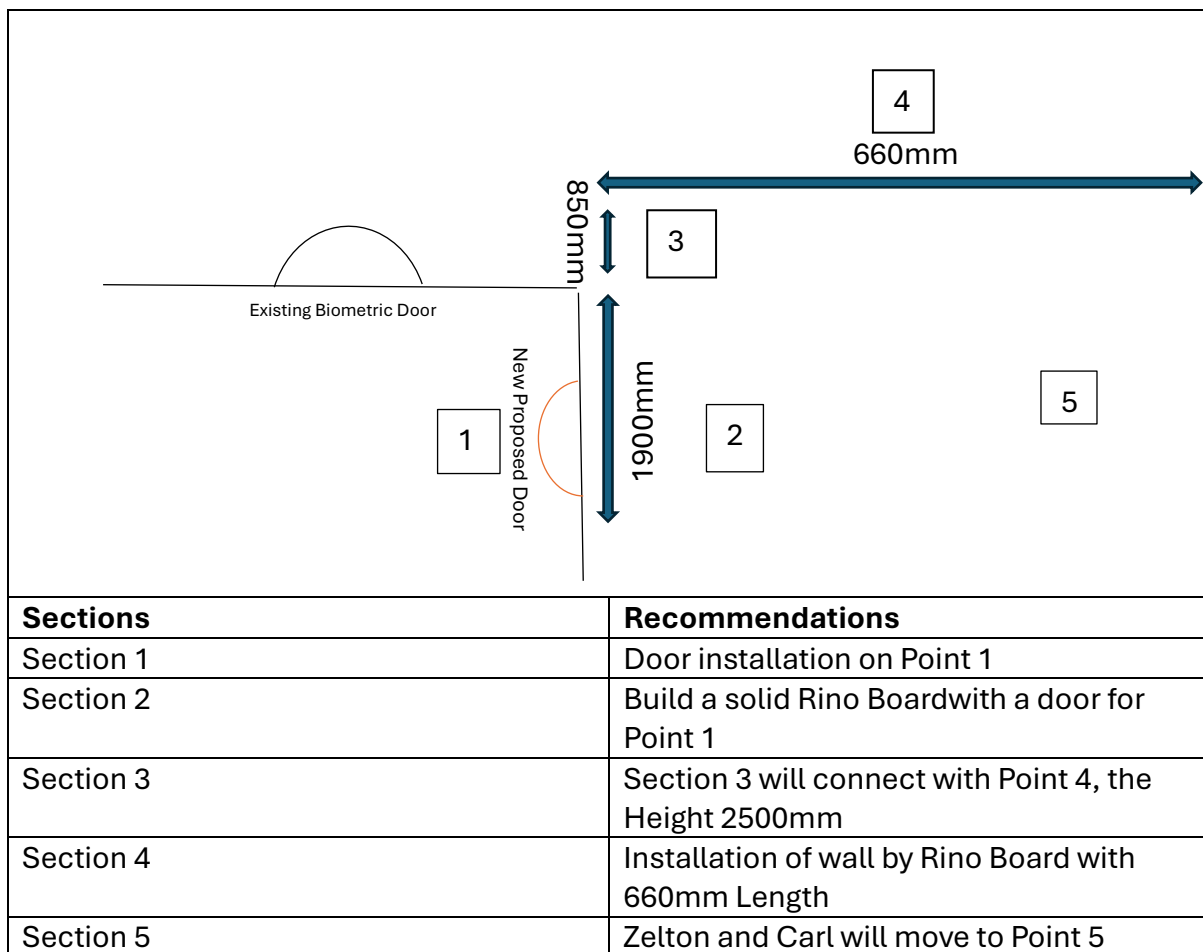 4
660mm
850mm
3
Existing Biometric Door
New Proposed Door
1900mm
1
2
5
Sections
Recommendations
Section 1
Door installation on Point 1
Section 2
Build a solid Rino Boardwith a door for
Point 1
Section 3
Section 3 will connect with Point 4, the
Height 2500mm
Section 4
Installation of wall by Rino Board with
660mm Length
Section 5
Zelton and Carl will move to Point 5